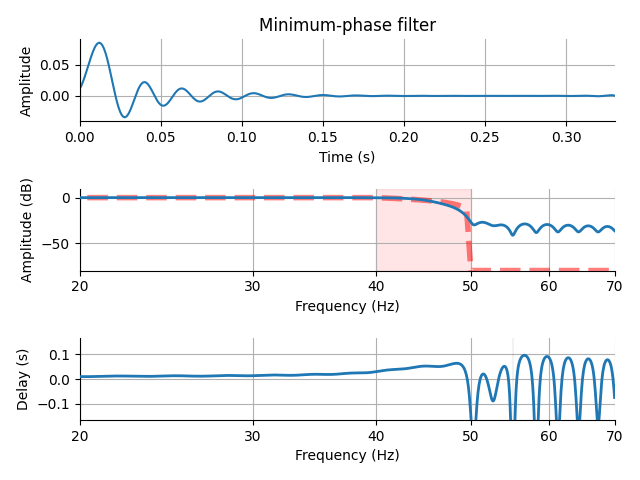 Minimum-phase filter
Amplitude
0.05
0.00
0.00 0.05 0.10 0.15 0.20 0.25 0.30
Time (s)
Amplitude (dB)
0
−50
20 30 40 50 60 70
Frequency (Hz)
Delay (s)
0.1
0.0
−0.1
20 30 40 50 60 70
Frequency (Hz)